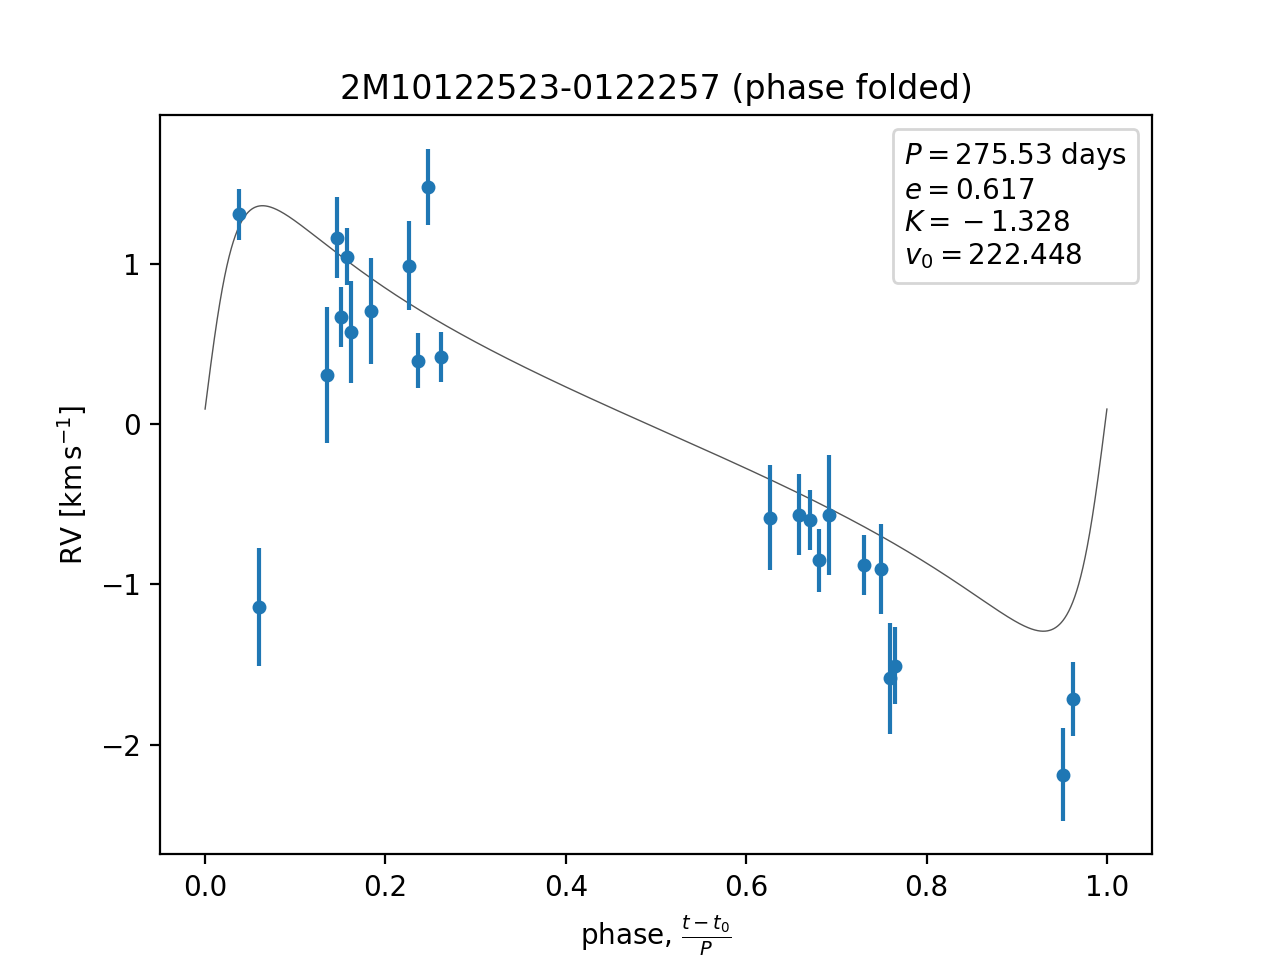 2M10122523-0122257 (phase folded)
P = 275.53 days
e = 0.617
K = −1.328
v₀ = 222.448
RV [km s⁻¹]
1
0
−1
−2
0.0 0.2 0.4 0.6 0.8 1.0
phase, (t − t₀)/P